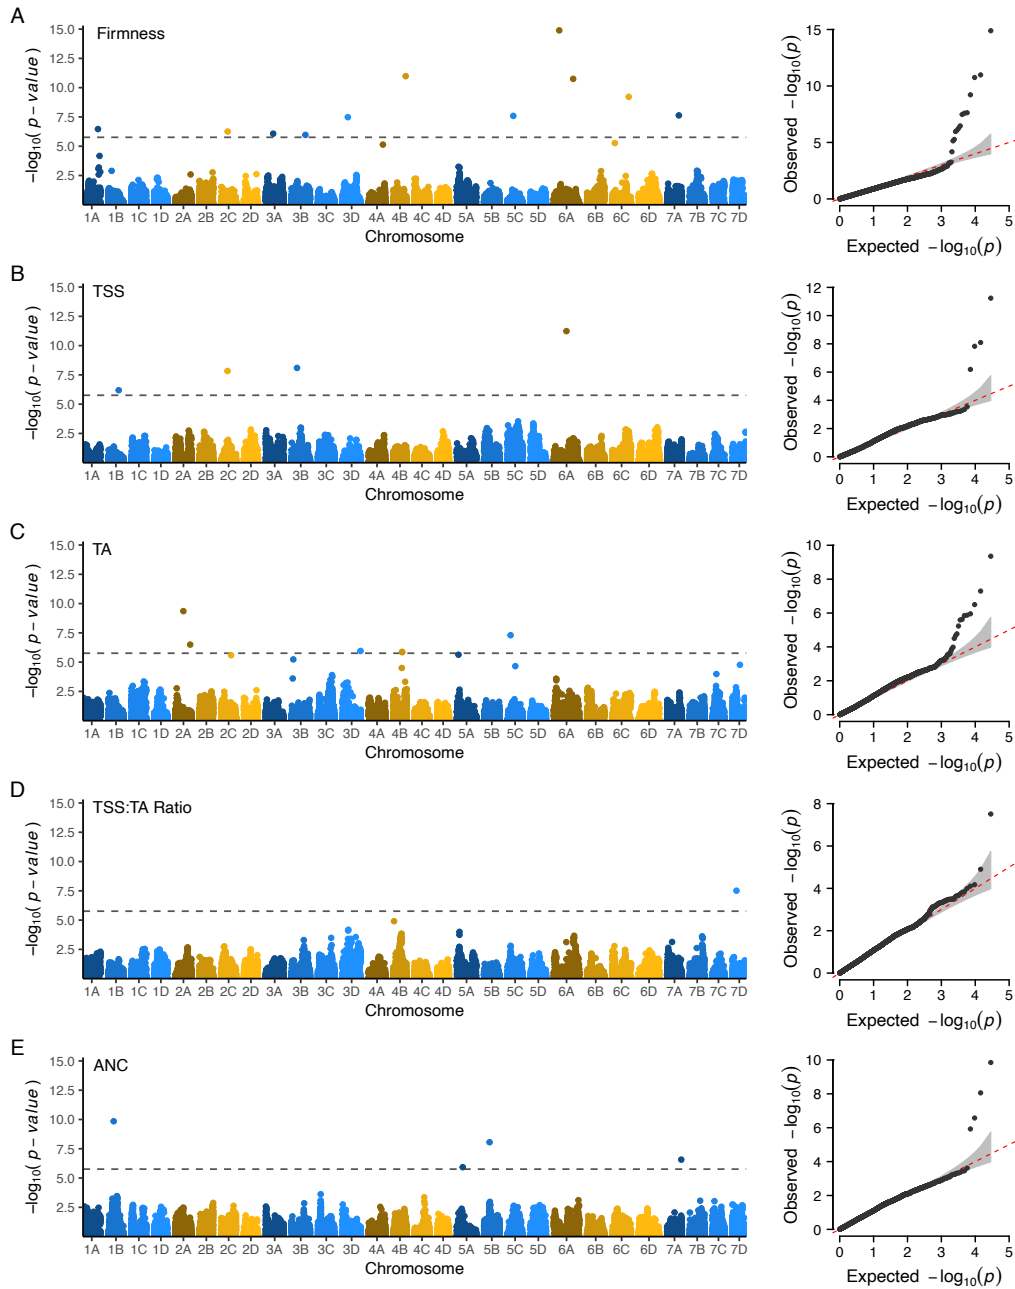 A
Firmness
15.0
12.5
10.0
7.5
5.0
2.5
−log10( p − value )
1A 1B 1C 1D 2A 2B 2C 2D 3A 3B 3C 3D 4A 4B 4C 4D 5A 5B 5C 5D 6A 6B 6C 6D 7A 7B 7C 7D
Chromosome
Observed −log10(p)
15
10
5
0
0 1 2 3 4 5
Expected −log10(p)
B
TSS
15.0
12.5
10.0
7.5
5.0
2.5
−log10( p − value )
1A 1B 1C 1D 2A 2B 2C 2D 3A 3B 3C 3D 4A 4B 4C 4D 5A 5B 5C 5D 6A 6B 6C 6D 7A 7B 7C 7D
Chromosome
Observed −log10(p)
12
10
8
6
4
2
0
0 1 2 3 4 5
Expected −log10(p)
C
TA
15.0
12.5
10.0
7.5
5.0
2.5
−log10( p − value )
1A 1B 1C 1D 2A 2B 2C 2D 3A 3B 3C 3D 4A 4B 4C 4D 5A 5B 5C 5D 6A 6B 6C 6D 7A 7B 7C 7D
Chromosome
Observed −log10(p)
10
8
6
4
2
0
0 1 2 3 4 5
Expected −log10(p)
D
TSS:TA Ratio
15.0
12.5
10.0
7.5
5.0
2.5
−log10( p − value )
1A 1B 1C 1D 2A 2B 2C 2D 3A 3B 3C 3D 4A 4B 4C 4D 5A 5B 5C 5D 6A 6B 6C 6D 7A 7B 7C 7D
Chromosome
Observed −log10(p)
8
6
4
2
0
0 1 2 3 4 5
Expected −log10(p)
E
ANC
15.0
12.5
10.0
7.5
5.0
2.5
−log10( p − value )
1A 1B 1C 1D 2A 2B 2C 2D 3A 3B 3C 3D 4A 4B 4C 4D 5A 5B 5C 5D 6A 6B 6C 6D 7A 7B 7C 7D
Chromosome
Observed −log10(p)
10
8
6
4
2
0
0 1 2 3 4 5
Expected −log10(p)